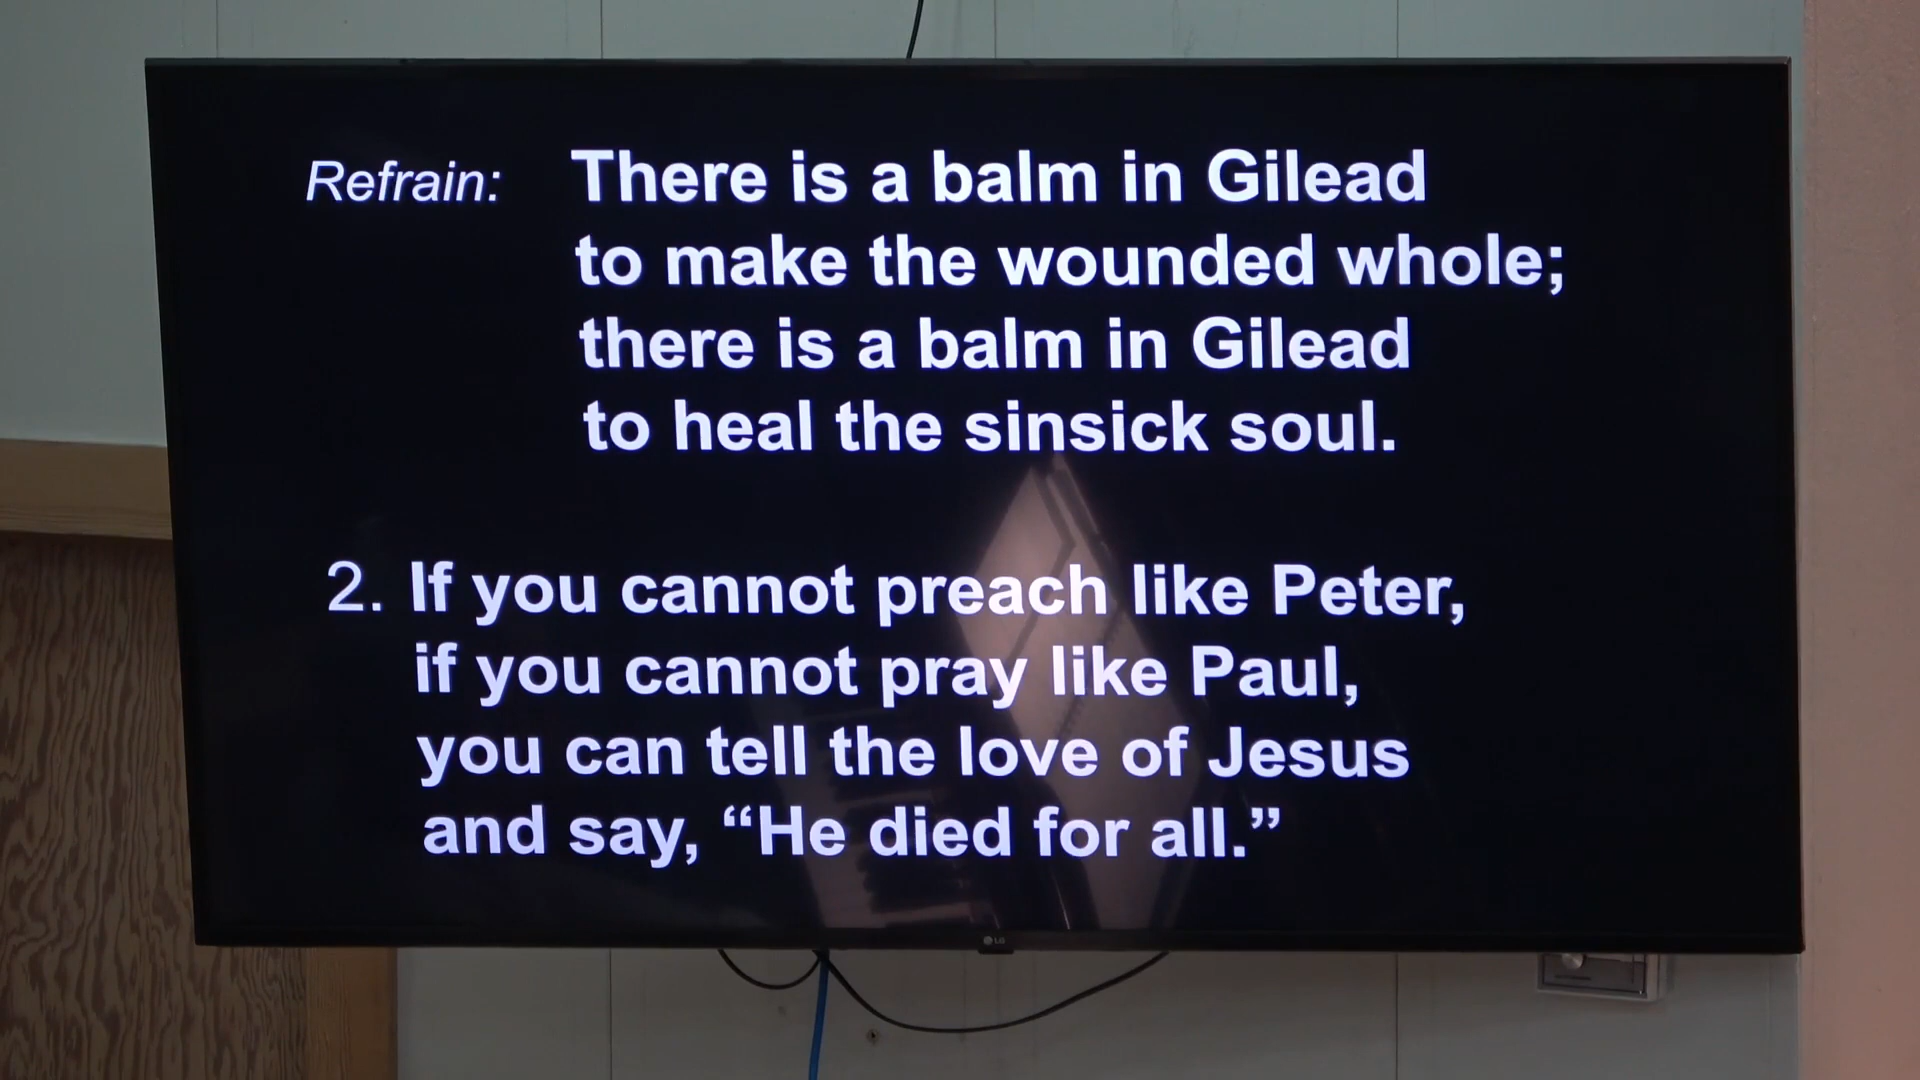 Refrain: There is a balm in Gilead
to make the wounded whole;
there is a balm in Gilead
to heal the sinsick soul.
2. If you cannot preach like Peter,
if you cannot pray like Paul,
you can tell the love of Jesus
and say, “He died for all.”
LG